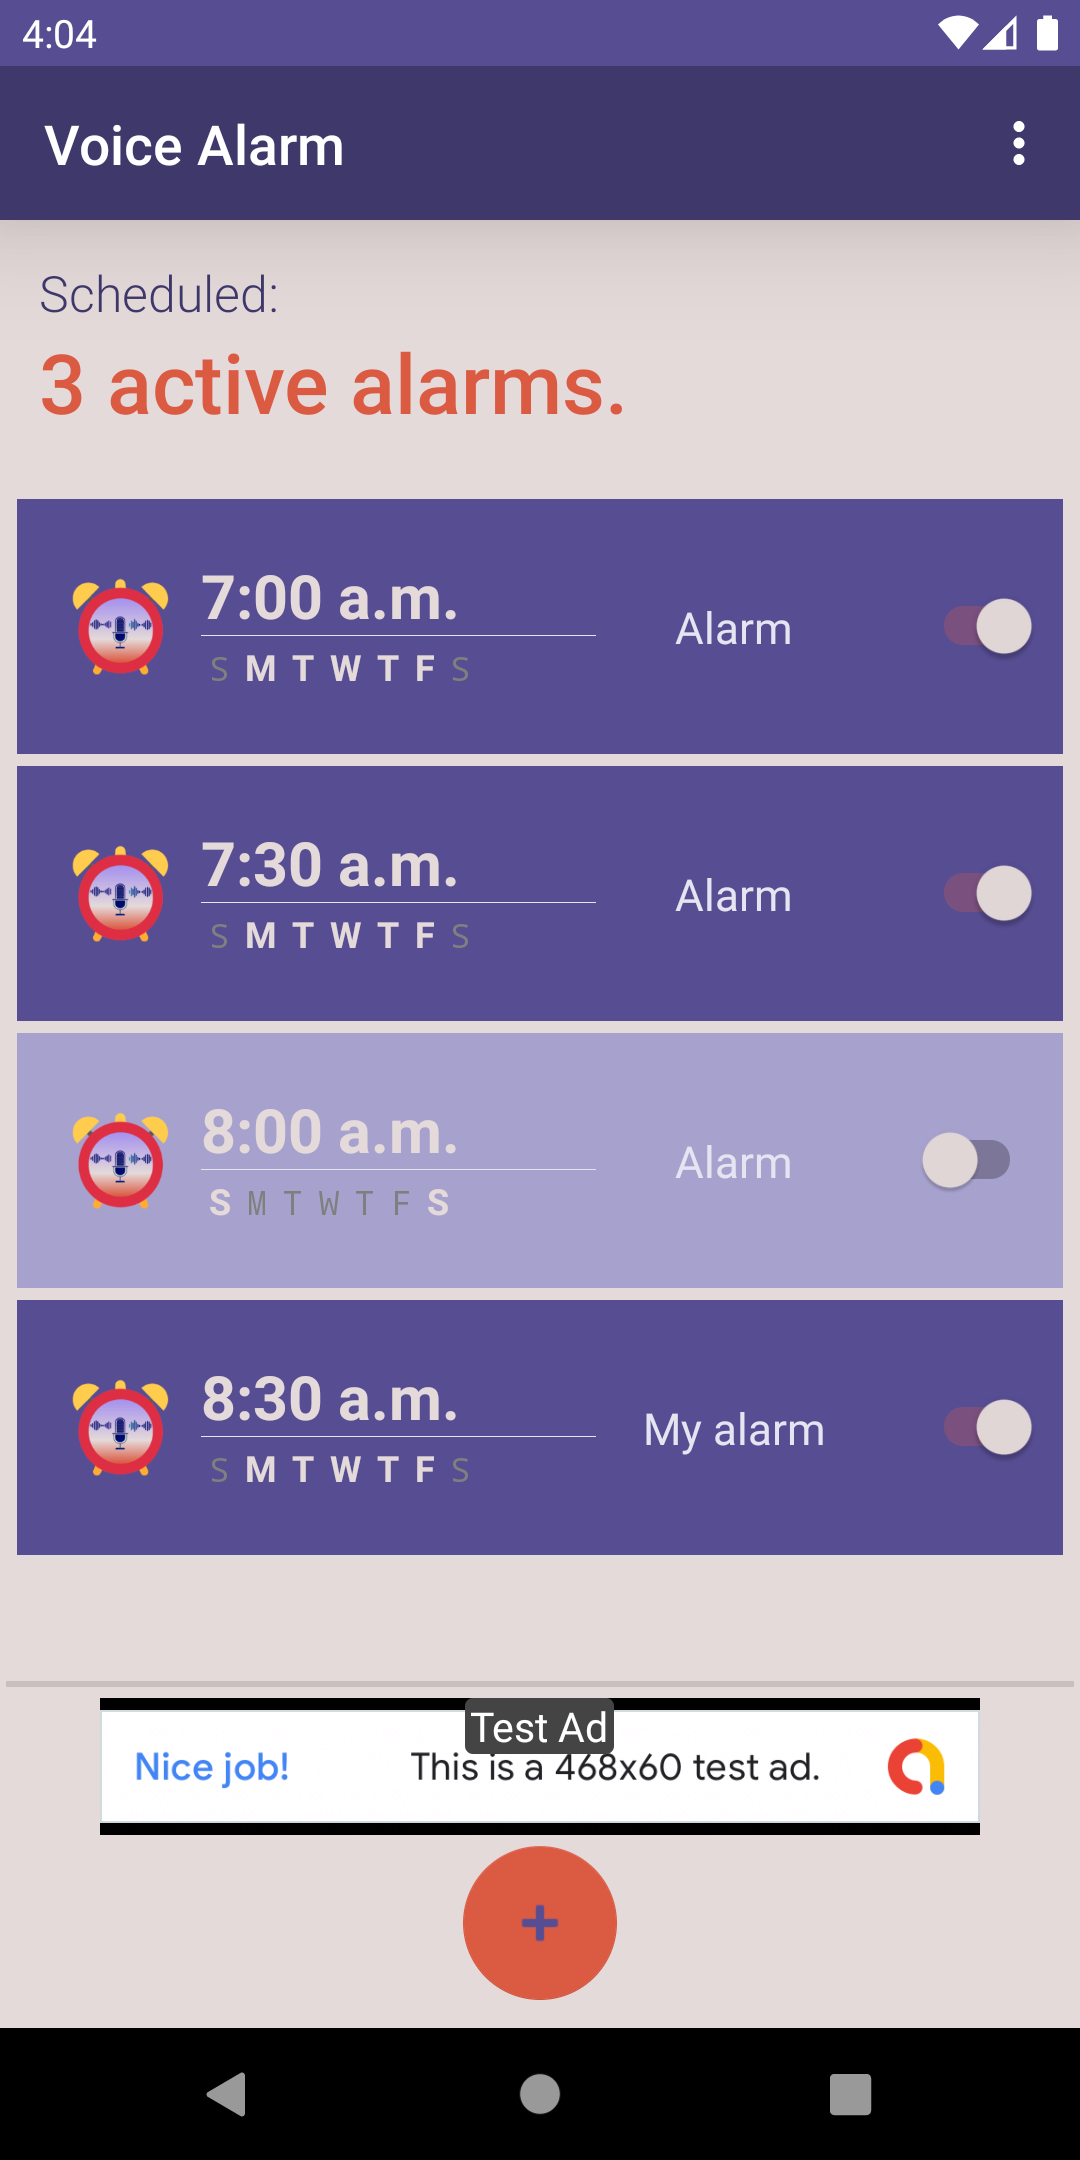 4:04
Voice Alarm
Scheduled:
3 active alarms.
7:00 a.m.
Alarm
S M T W T F S
7:30 a.m.
Alarm
S M T W T F S
8:00 a.m.
Alarm
S M T W T F S
8:30 a.m.
My alarm
S M T W T F S
Test Ad
Nice job! This is a 468x60 test ad.